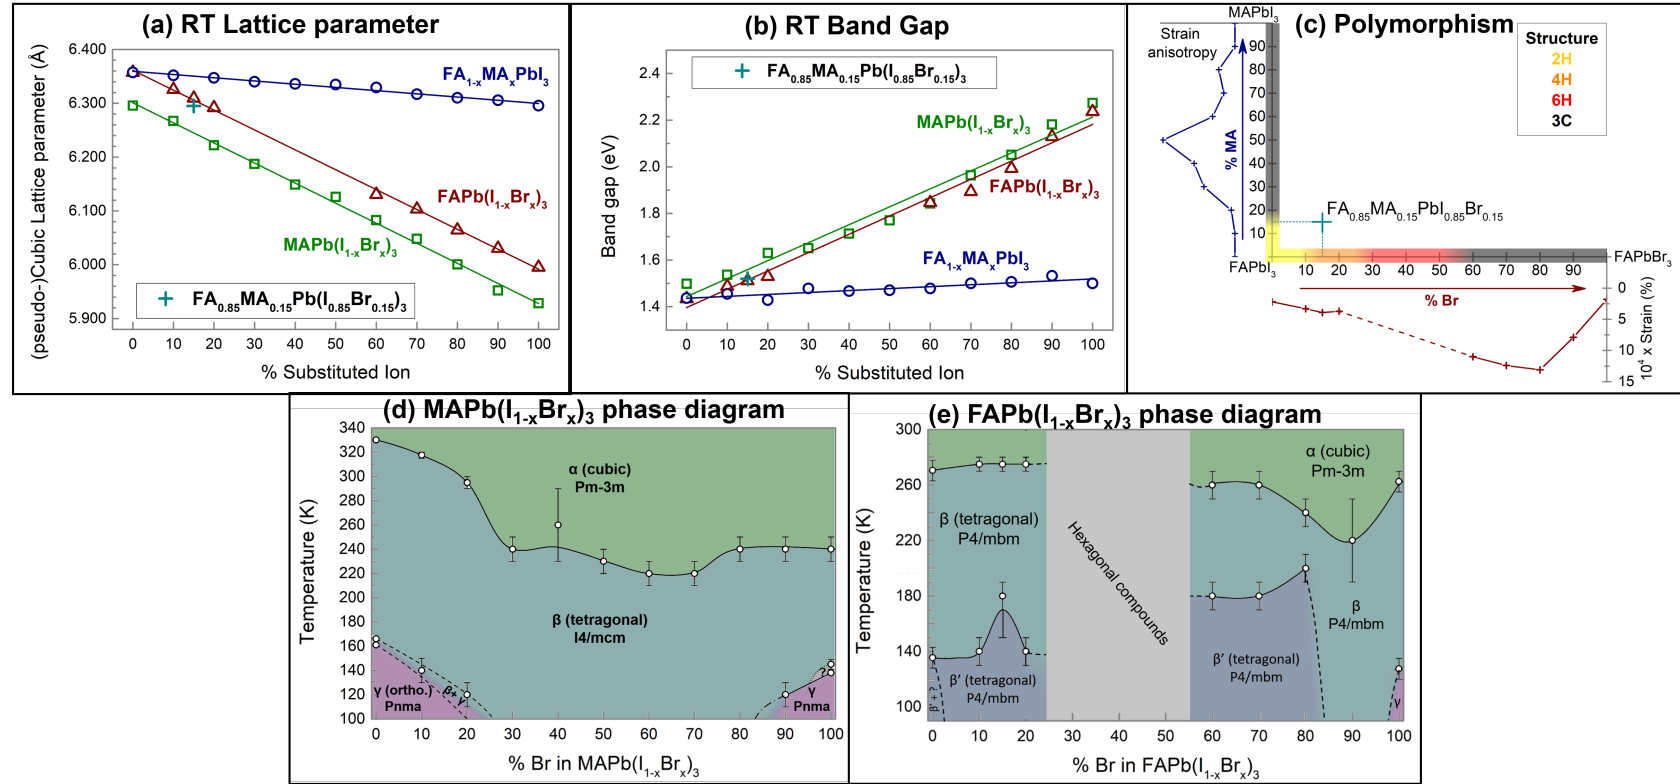 (a) RT Lattice parameter
(pseudo-)Cubic Lattice parameter (Å)
6.400
6.300
6.200
6.100
6.000
5.900
FA1-xMAxPbI3
FAPb(I1-xBrx)3
MAPb(I1-xBrx)3
FA0.85MA0.15Pb(I0.85Br0.15)3
0 10 20 30 40 50 60 70 80 90 100
% Substituted Ion
(b) RT Band Gap
Band gap (eV)
2.4
2.2
2.0
1.8
1.6
1.4
FA0.85MA0.15Pb(I0.85Br0.15)3
MAPb(I1-xBrx)3
FAPb(I1-xBrx)3
FA1-xMAxPbI3
0 10 20 30 40 50 60 70 80 90 100
% Substituted Ion
(c) Polymorphism
MAPbI3
Strain
anisotropy
% MA
90
80
70
60
50
40
30
20
10
Structure
2H
4H
6H
3C
FA0.85MA0.15PbI0.85Br0.15
FAPbI3
10 20 30 40 50 60 70 80 90
FAPbBr3
% Br
0
5
10
15
10^4 x Strain (%)
(d) MAPb(I1-xBrx)3 phase diagram
Temperature (K)
340
320
300
280
260
240
220
200
180
160
140
120
100
α (cubic)
Pm-3m
β (tetragonal)
I4/mcm
γ (ortho.)
Pnma
β+γ
?
γ
Pnma
0 10 20 30 40 50 60 70 80 90 100
% Br in MAPb(I1-xBrx)3
(e) FAPb(I1-xBrx)3 phase diagram
Temperature (K)
300
260
220
180
140
100
α (cubic)
Pm-3m
β (tetragonal)
P4/mbm
Hexagonal compounds
β
P4/mbm
β' (tetragonal)
P4/mbm
β' (tetragonal)
P4/mbm
β' + ?
γ
0 10 20 30 40 50 60 70 80 90 100
% Br in FAPb(I1-xBrx)3